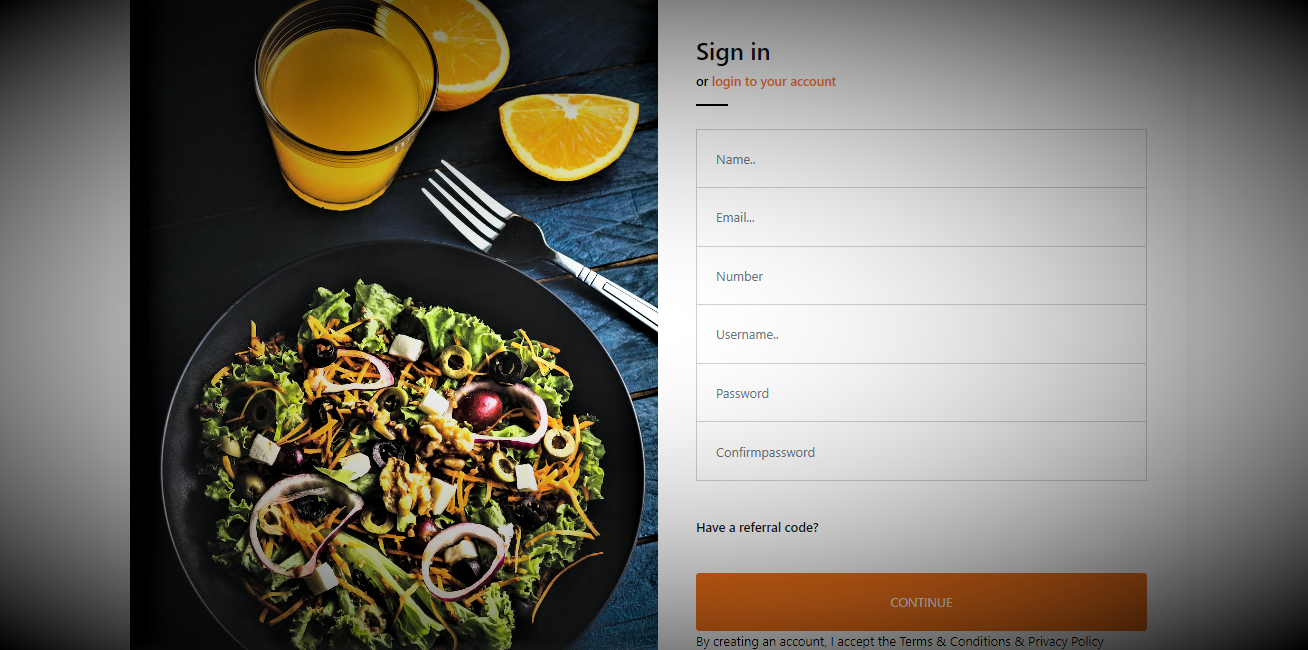 Sign in
or login to your account
Name..
Email...
Number
Username..
Password
Confirmpassword
Have a referral code?
CONTINUE
By creating an account, I accept the Terms & Conditions & Privacy Policy